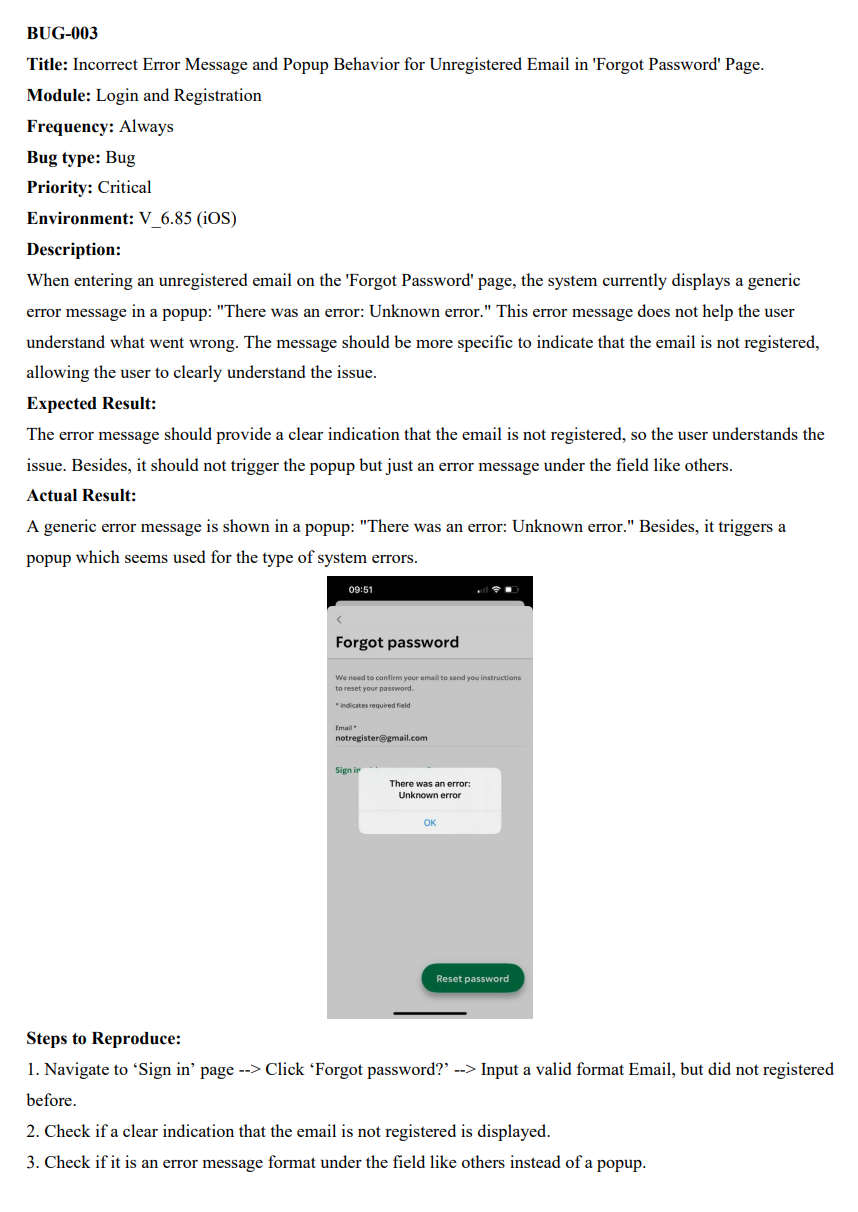 BUG-003
Title: Incorrect Error Message and Popup Behavior for Unregistered Email in 'Forgot Password' Page.
Module: Login and Registration
Frequency: Always
Bug type: Bug
Priority: Critical
Environment: V_6.85 (iOS)
Description:
When entering an unregistered email on the 'Forgot Password' page, the system currently displays a generic
error message in a popup: "There was an error: Unknown error." This error message does not help the user
understand what went wrong. The message should be more specific to indicate that the email is not registered,
allowing the user to clearly understand the issue.
Expected Result:
The error message should provide a clear indication that the email is not registered, so the user understands the
issue. Besides, it should not trigger the popup but just an error message under the field like others.
Actual Result:
A generic error message is shown in a popup: "There was an error: Unknown error." Besides, it triggers a
popup which seems used for the type of system errors.
09:51
Forgot password
We need to confirm your email to send you instructions
to reset your password.
* indicates required field
Email *
notregister@gmail.com
Sign in
There was an error:
Unknown error
OK
Reset password
Steps to Reproduce:
1. Navigate to ‘Sign in’ page --> Click ‘Forgot password?’ --> Input a valid format Email, but did not registered
before.
2. Check if a clear indication that the email is not registered is displayed.
3. Check if it is an error message format under the field like others instead of a popup.